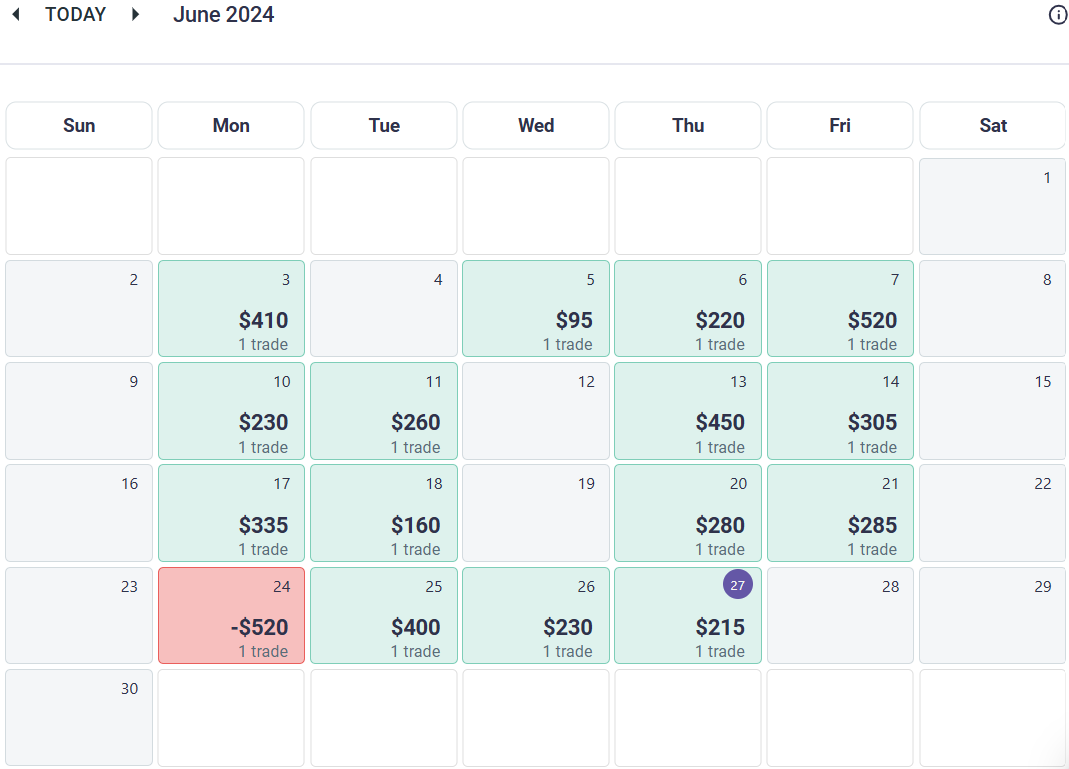 TODAY June 2024
Sun Mon Tue Wed Thu Fri Sat
1
2 3 4 5 6 7 8
$410 $95 $220 $520
1 trade 1 trade 1 trade 1 trade
9 10 11 12 13 14 15
$230 $260 $450 $305
1 trade 1 trade 1 trade 1 trade
16 17 18 19 20 21 22
$335 $160 $280 $285
1 trade 1 trade 1 trade 1 trade
23 24 25 26 27 28 29
-$520 $400 $230 $215
1 trade 1 trade 1 trade 1 trade
30